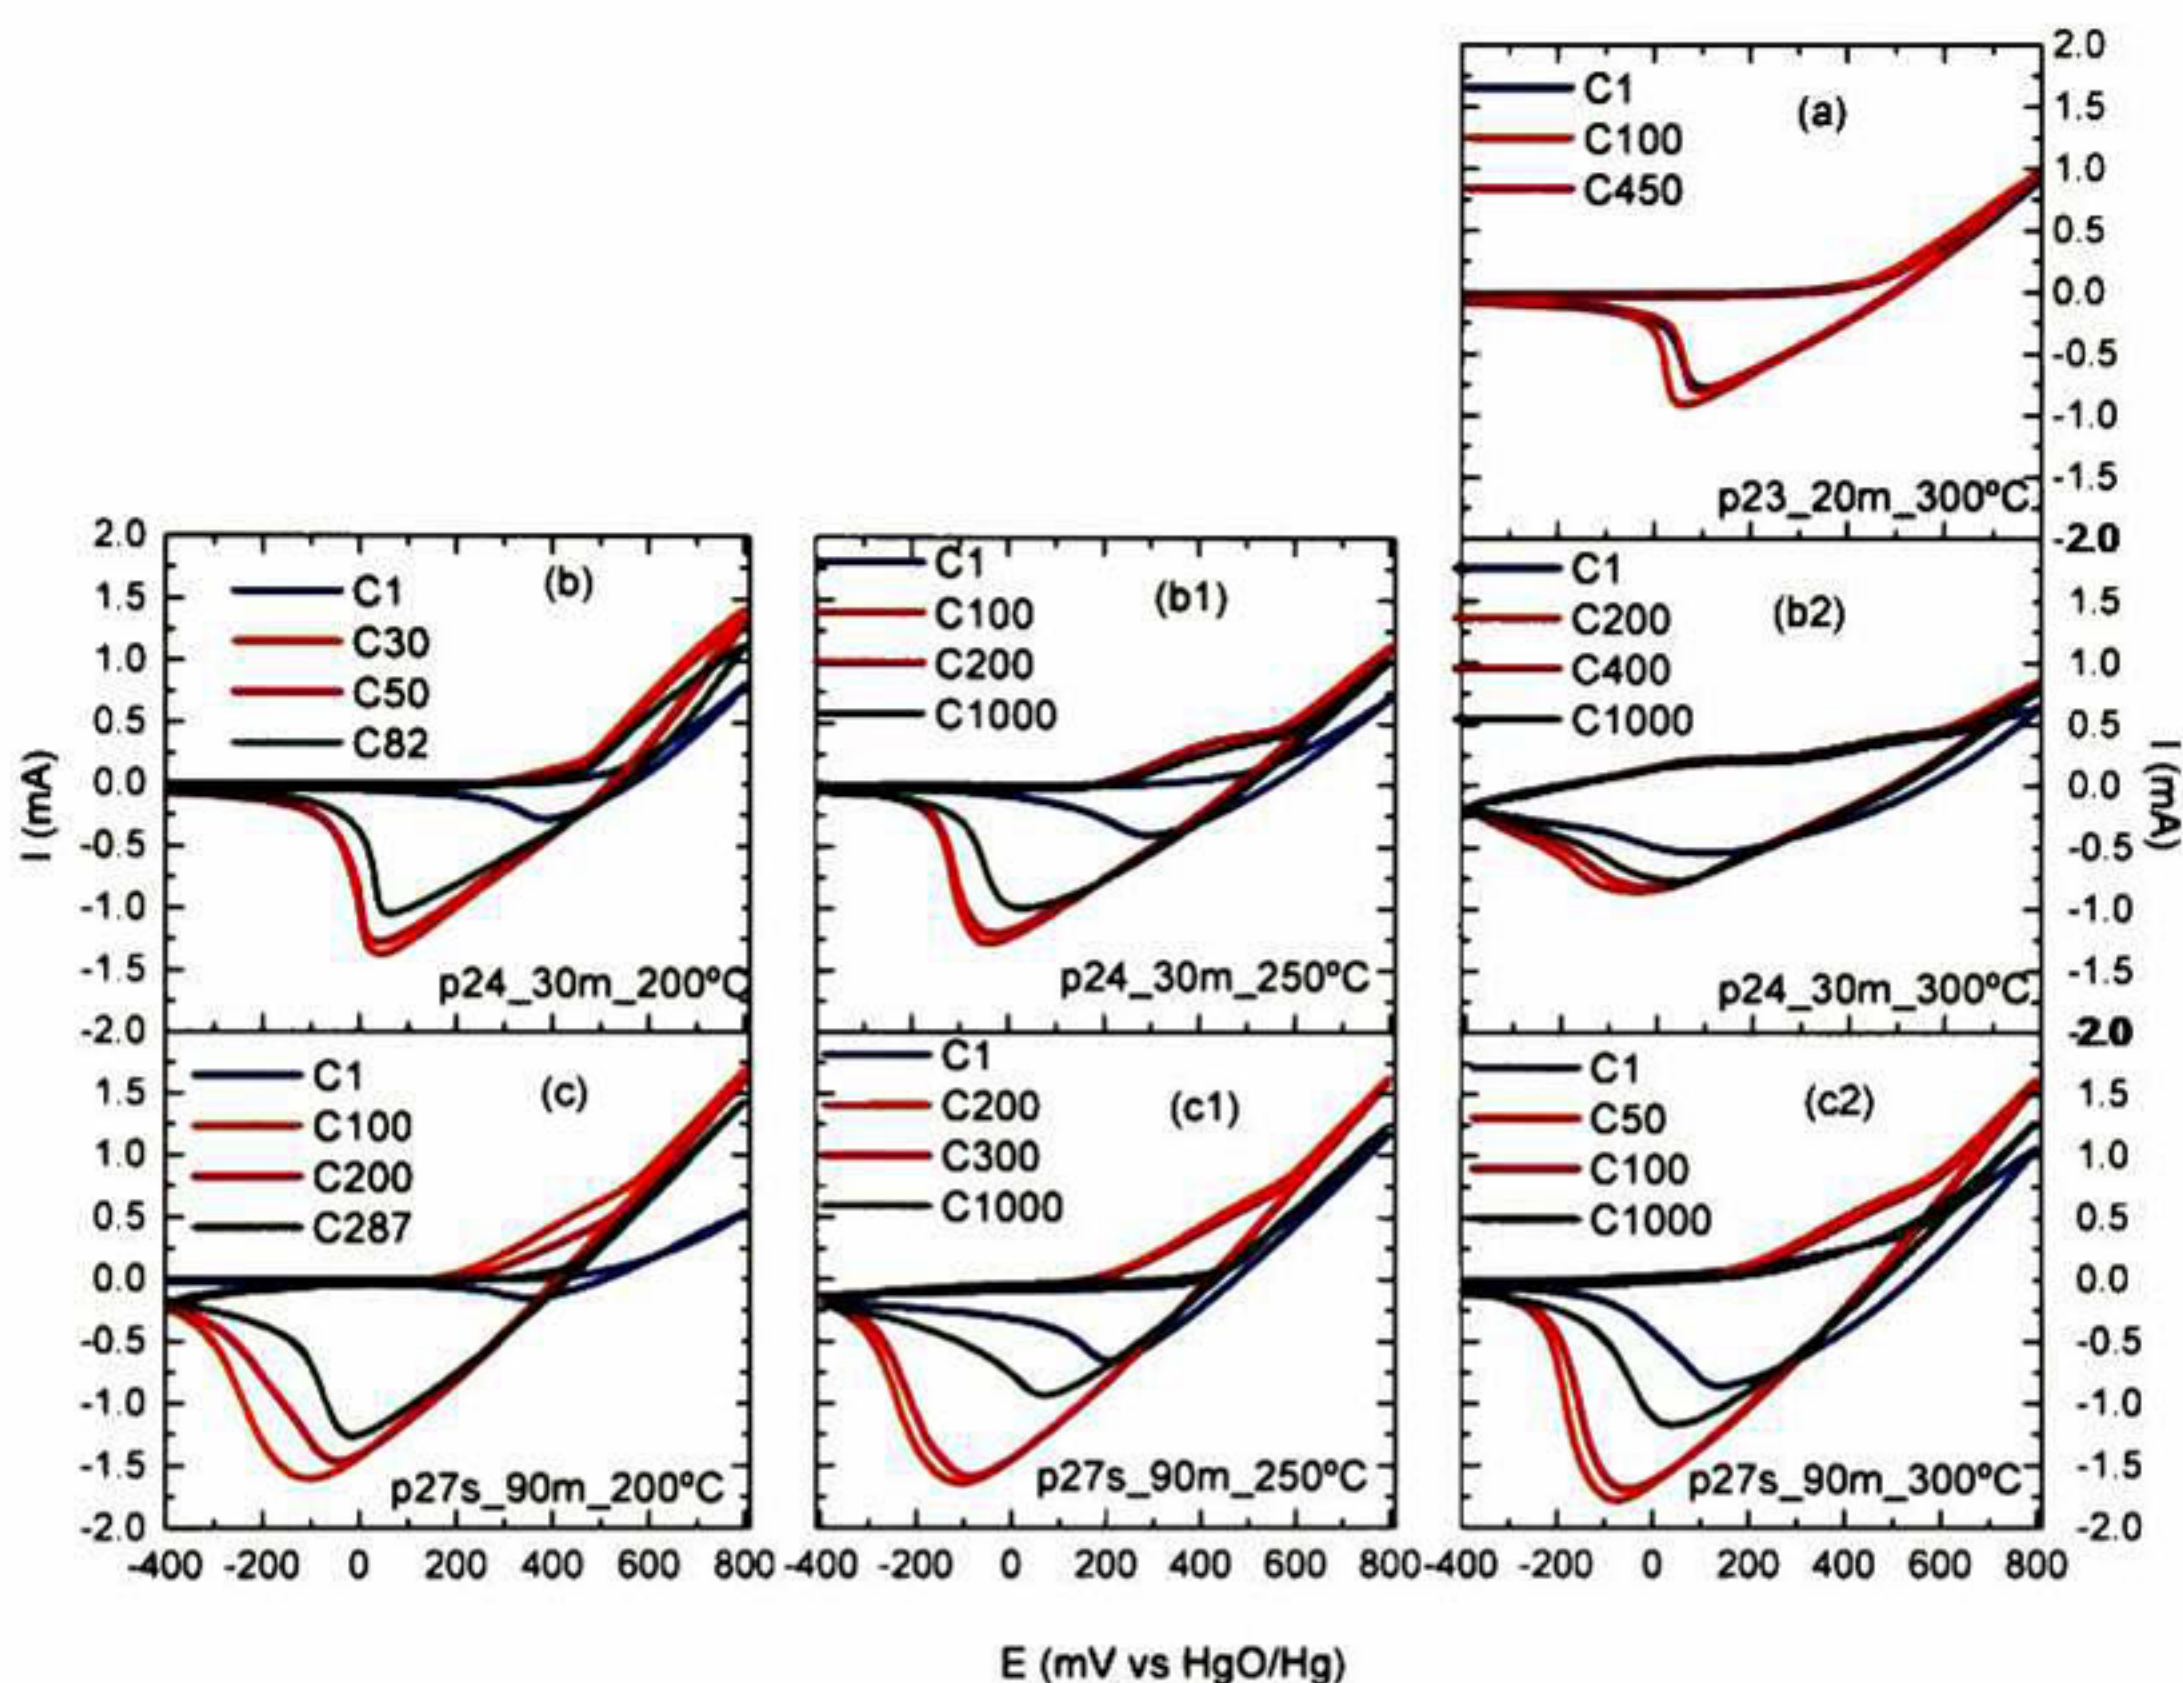 C1
C100
C450
(a)
2.0
1.5
1.0
0.5
0.0
-0.5
-1.0
-1.5
-2.0
p23_20m_300ºC
2.0
1.5
1.0
0.5
0.0
-0.5
-1.0
-1.5
-2.0
I (mA)
C1
C30
C50
C82
(b)
p24_30m_200ºC
C1
C100
C200
C1000
(b1)
p24_30m_250ºC
C1
C200
C400
C1000
(b2)
p24_30m_300ºC
2.0
1.5
1.0
0.5
0.0
-0.5
-1.0
-1.5
-2.0
I (mA)
1.5
1.0
0.5
0.0
-0.5
-1.0
-1.5
-2.0
C1
C100
C200
C287
(c)
p27s_90m_200ºC
C1
C200
C300
C1000
(c1)
p27s_90m_250ºC
C1
C50
C100
C1000
(c2)
p27s_90m_300ºC
2.0
1.5
1.0
0.5
0.0
-0.5
-1.0
-1.5
-2.0
-400 -200 0 200 400 600 800
-400 -200 0 200 400 600 800
-400 -200 0 200 400 600 800
E (mV vs HgO/Hg)